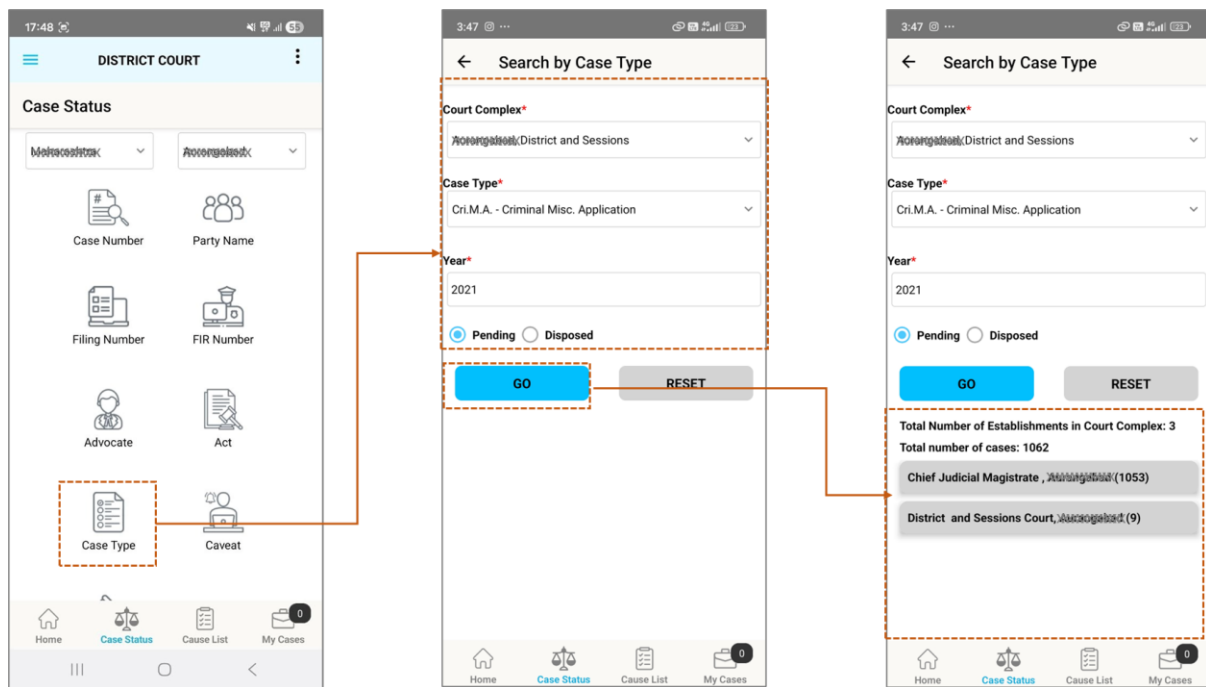 17:48
55
DISTRICT COURT
Case Status
#
Case Number
Party Name
Filing Number
FIR Number
Advocate
Act
Case Type
Caveat
0
Home
Case Status
Cause List
My Cases
3:47
4G
23
Search by Case Type
Court Complex*
District and Sessions
Case Type*
Cri.M.A. - Criminal Misc. Application
Year*
2021
Pending
Disposed
GO
RESET
0
Home
Case Status
Cause List
My Cases
3:47
4G
23
Search by Case Type
Court Complex*
District and Sessions
Case Type*
Cri.M.A. - Criminal Misc. Application
Year*
2021
Pending
Disposed
GO
RESET
Total Number of Establishments in Court Complex: 3
Total number of cases: 1062
Chief Judicial Magistrate , (1053)
District and Sessions Court, (9)
0
Home
Case Status
Cause List
My Cases